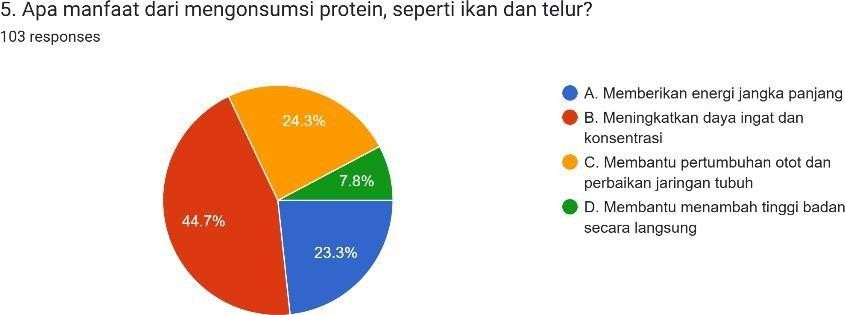 5. Apa manfaat dari mengonsumsi protein, seperti ikan dan telur?
103 responses
24.3%
7.8%
44.7%
23.3%
A. Memberikan energi jangka panjang
B. Meningkatkan daya ingat dan
konsentrasi
C. Membantu pertumbuhan otot dan
perbaikan jaringan tubuh
D. Membantu menambah tinggi badan
secara langsung